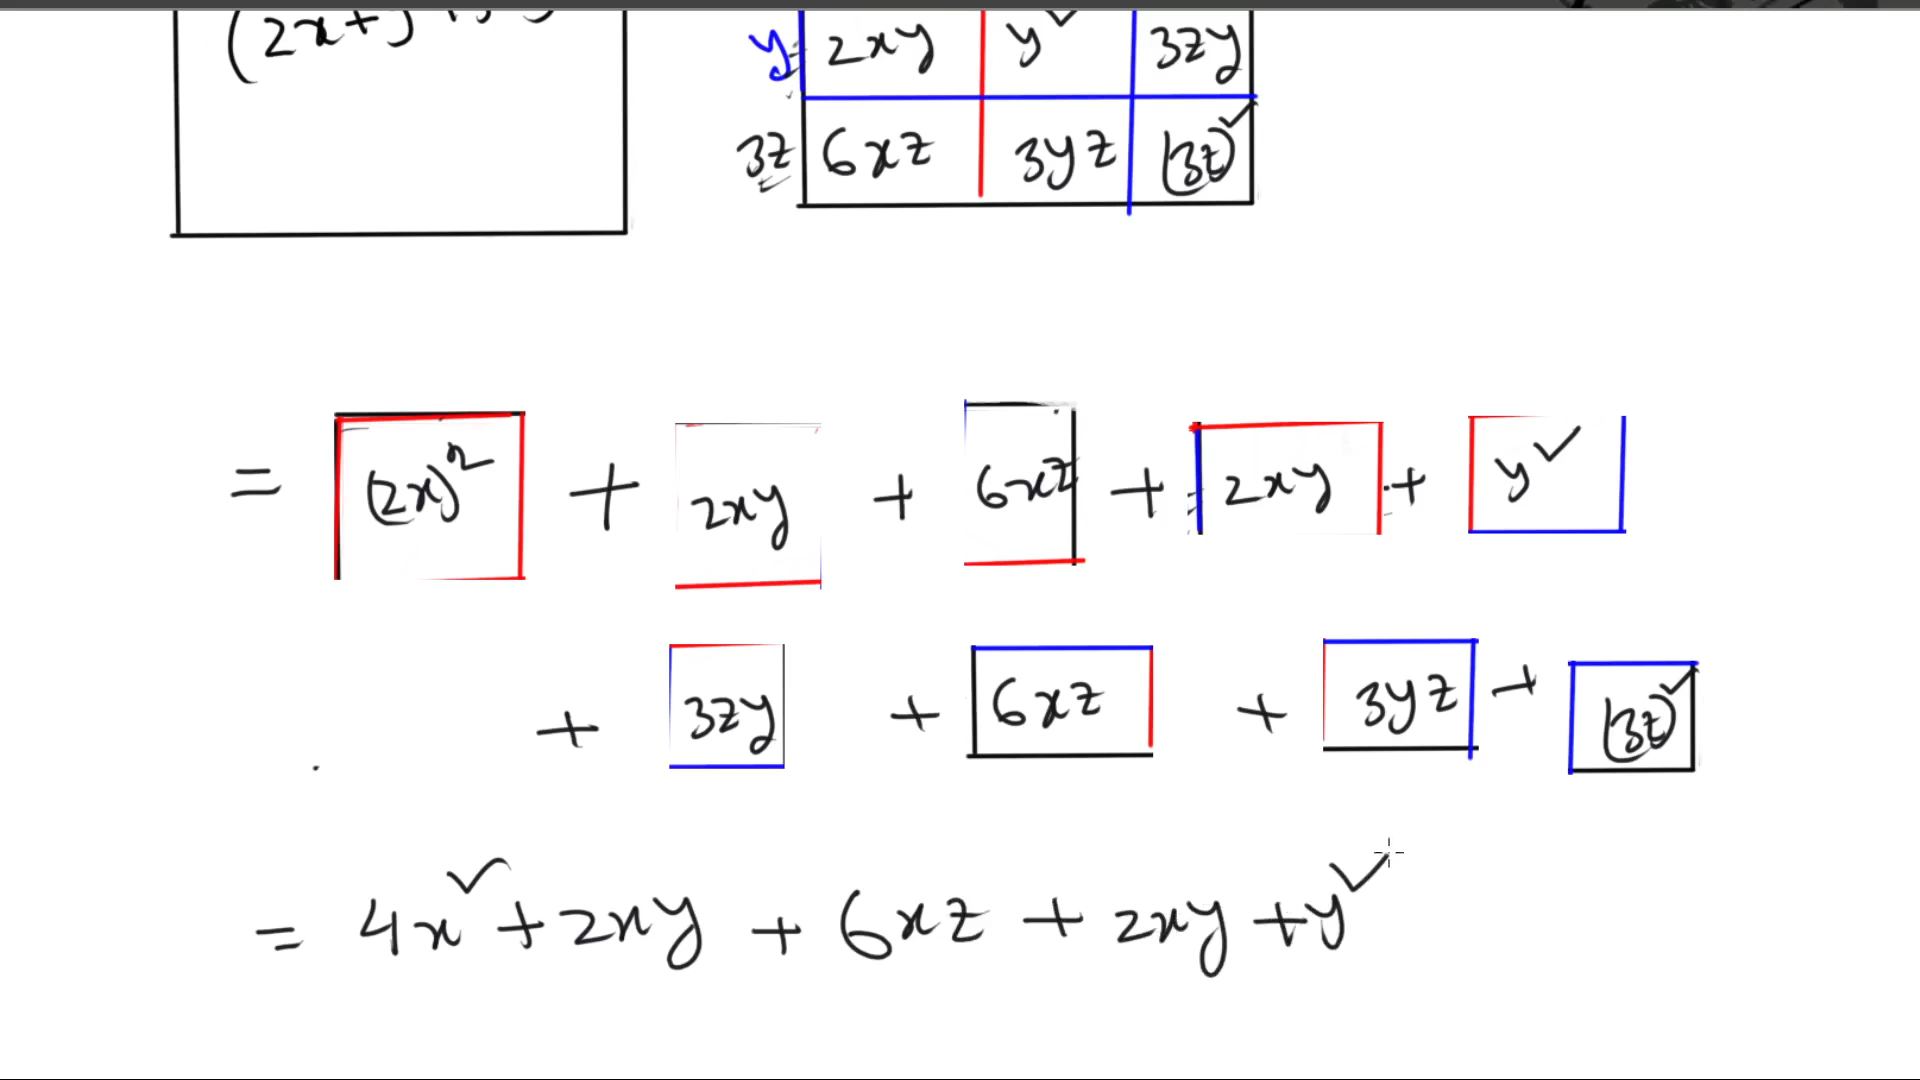 (2x+y
y 2xy y² 3zy
3z 6xz 3yz (3z)²
= (2x)² + 2xy + 6xz + 2xy + y²
+ 3zy + 6xz + 3yz + (3z)²
= 4x² + 2xy + 6xz + 2xy + y²